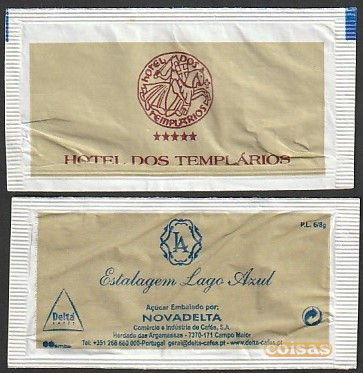 HOTEL DOS TEMPLÁRIOS
★★★★★
HOTEL DOS TEMPLÁRIOS
LA
P.L. 6/8g
Estalagem Lago Azul
Açúcar Embalado por:
NOVADELTA
Comércio e Indústria de Cafés, S.A.
Herdade das Argamassas - 7370-171 Campo Maior
Tel. +351 268 680 000-Portugal geral@delta-cafes.pt www.delta-cafes.pt
Delta
CAFÉS
coisas